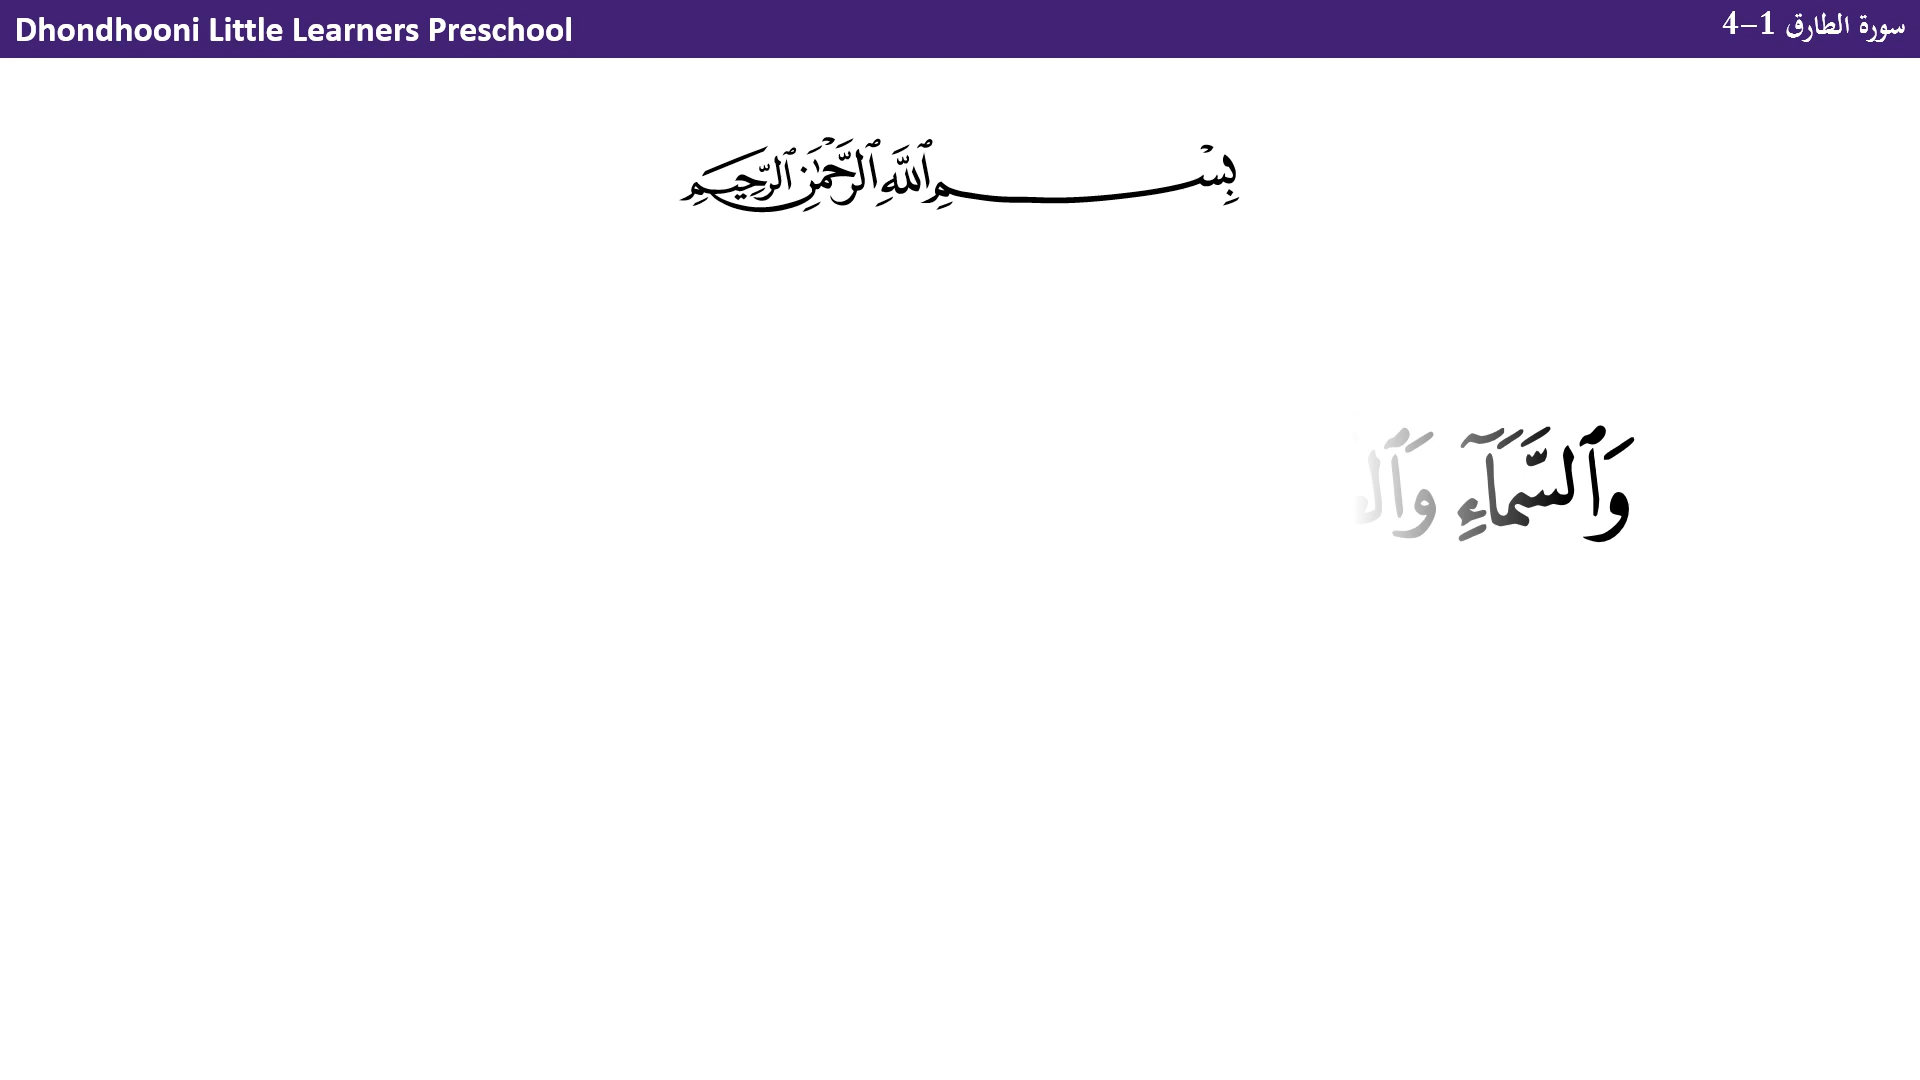 Dhondhooni Little Learners Preschool
سورة الطارق 1–4
بِسْمِ ٱللَّهِ ٱلرَّحْمَٰنِ ٱلرَّحِيمِ
وَٱلسَّمَآءِ